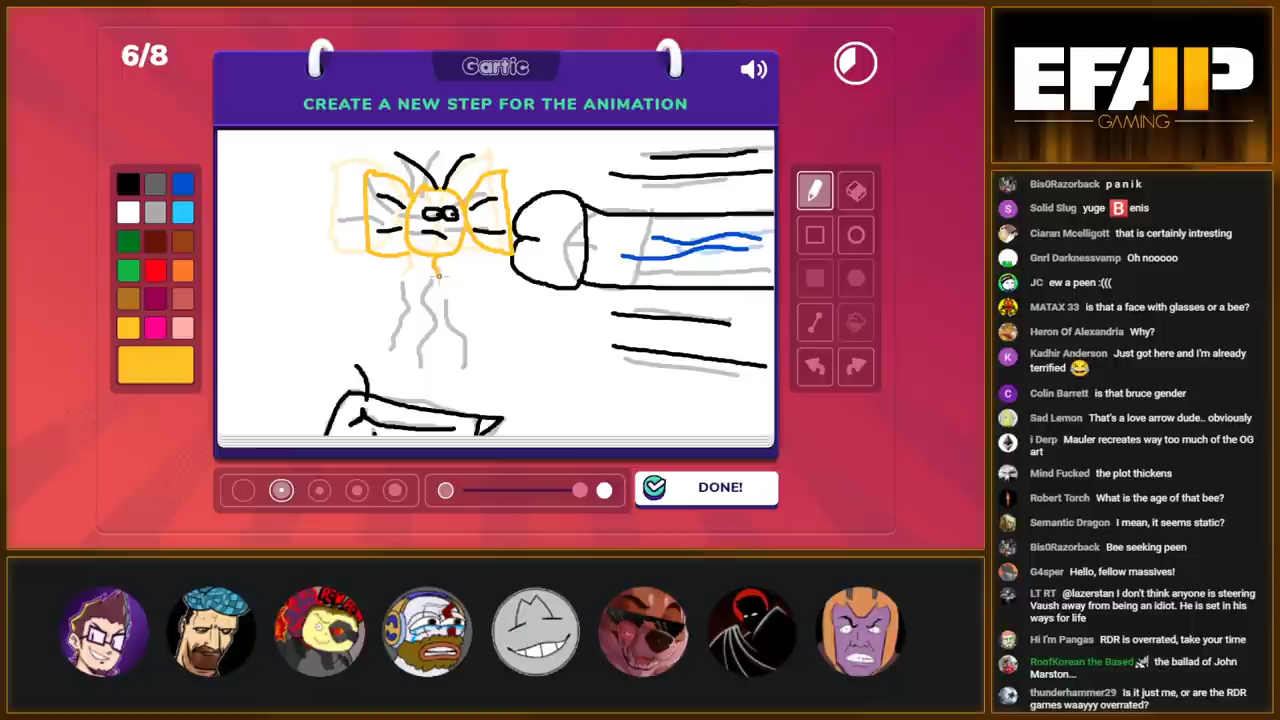 6/8
Gartic
CREATE A NEW STEP FOR THE ANIMATION
DONE!
EFAP
GAMING
Bis0Razorback p a n i k
Solid Slug yuge B enis
Ciaran Mcelligott that is certainly intresting
Gnrl Darknessvamp Oh nooooo
JC ew a peen :(((
MATAX 33 is that a face with glasses or a bee?
Heron Of Alexandria Why?
Kadhir Anderson Just got here and I'm already
terrified 😂
Colin Barrett is that bruce gender
Sad Lemon That's a love arrow dude.. obviously
i Derp Mauler recreates way too much of the OG
art
Mind Fucked the plot thickens
Robert Torch What is the age of that bee?
Semantic Dragon I mean, it seems static?
Bis0Razorback Bee seeking peen
G4sper Hello, fellow massives!
LT RT @lazerstan I don't think anyone is steering
Vaush away from being an idiot. He is set in his
ways for life
Hi I'm Pangas RDR is overrated, take your time
RoofKorean the Based the ballad of John
Marston...
thunderhammer29 Is it just me, or are the RDR
games waayyy overrated?